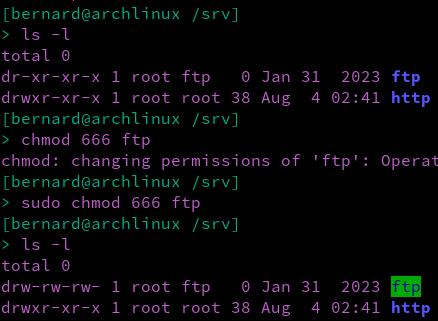 [bernard@archlinux /srv]
> ls -l
total 0
dr-xr-xr-x 1 root ftp   0 Jan 31  2023 ftp
drwxr-xr-x 1 root root 38 Aug  4 02:41 http
[bernard@archlinux /srv]
> chmod 666 ftp
chmod: changing permissions of 'ftp': Operat
[bernard@archlinux /srv]
> sudo chmod 666 ftp
[bernard@archlinux /srv]
> ls -l
total 0
drw-rw-rw- 1 root ftp   0 Jan 31  2023 ftp
drwxr-xr-x 1 root root 38 Aug  4 02:41 http